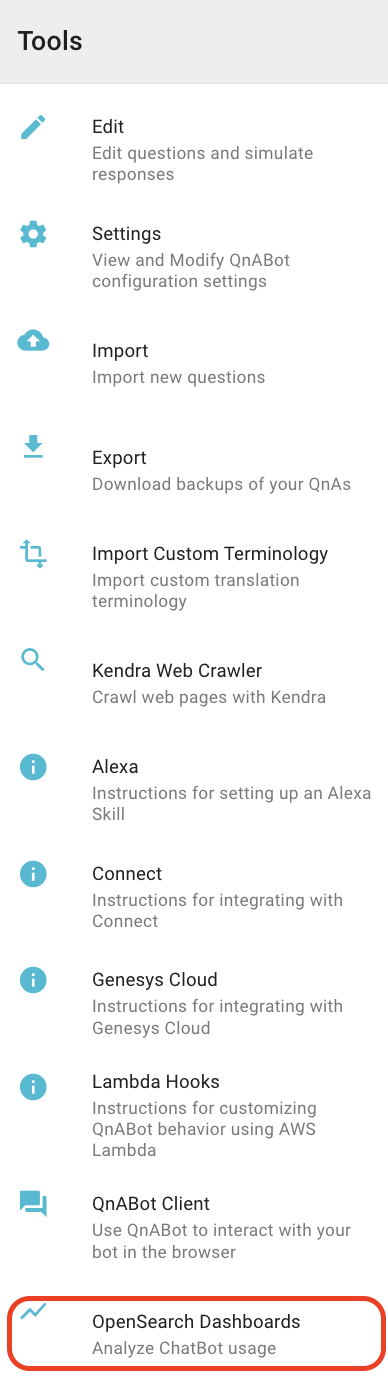 Tools
Edit
Edit questions and simulate
responses
Settings
View and Modify QnABot
configuration settings
Import
Import new questions
Export
Download backups of your QnAs
Import Custom Terminology
Import custom translation
terminology
Kendra Web Crawler
Crawl web pages with Kendra
Alexa
Instructions for setting up an Alexa
Skill
Connect
Instructions for integrating with
Connect
Genesys Cloud
Instructions for integrating with
Genesys Cloud
Lambda Hooks
Instructions for customizing
QnABot behavior using AWS
Lambda
QnABot Client
Use QnABot to interact with your
bot in the browser
OpenSearch Dashboards
Analyze ChatBot usage